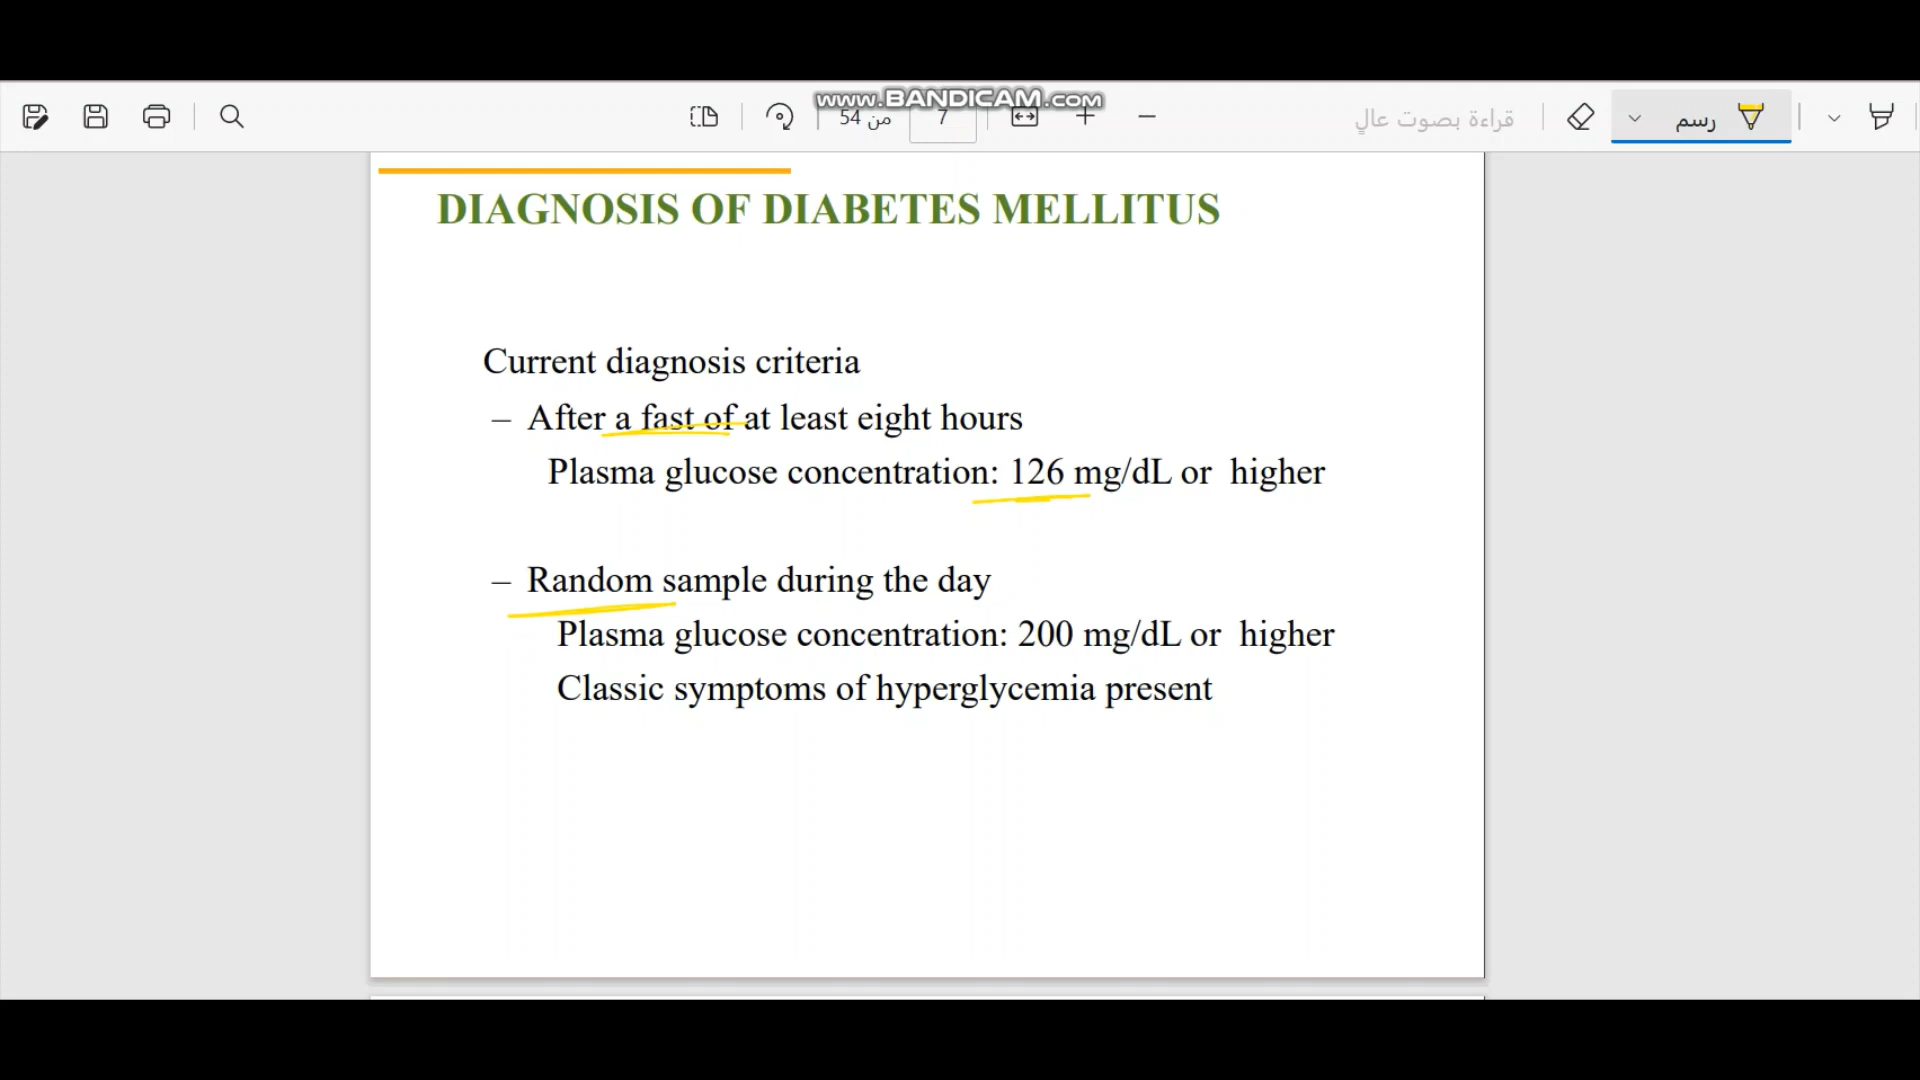 www.BANDICAM.com
7 من 54
قراءة بصوت عالٍ
رسم
DIAGNOSIS OF DIABETES MELLITUS
Current diagnosis criteria
– After a fast of at least eight hours
Plasma glucose concentration: 126 mg/dL or higher
– Random sample during the day
Plasma glucose concentration: 200 mg/dL or higher
Classic symptoms of hyperglycemia present